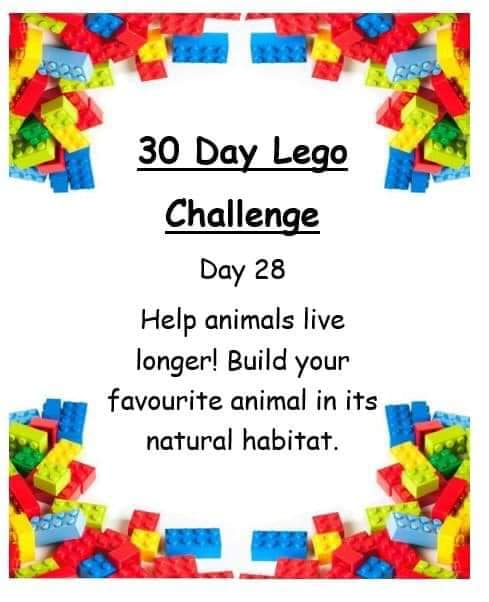 30 Day Lego
Challenge
Day 28
Help animals live
longer! Build your
favourite animal in its
natural habitat.